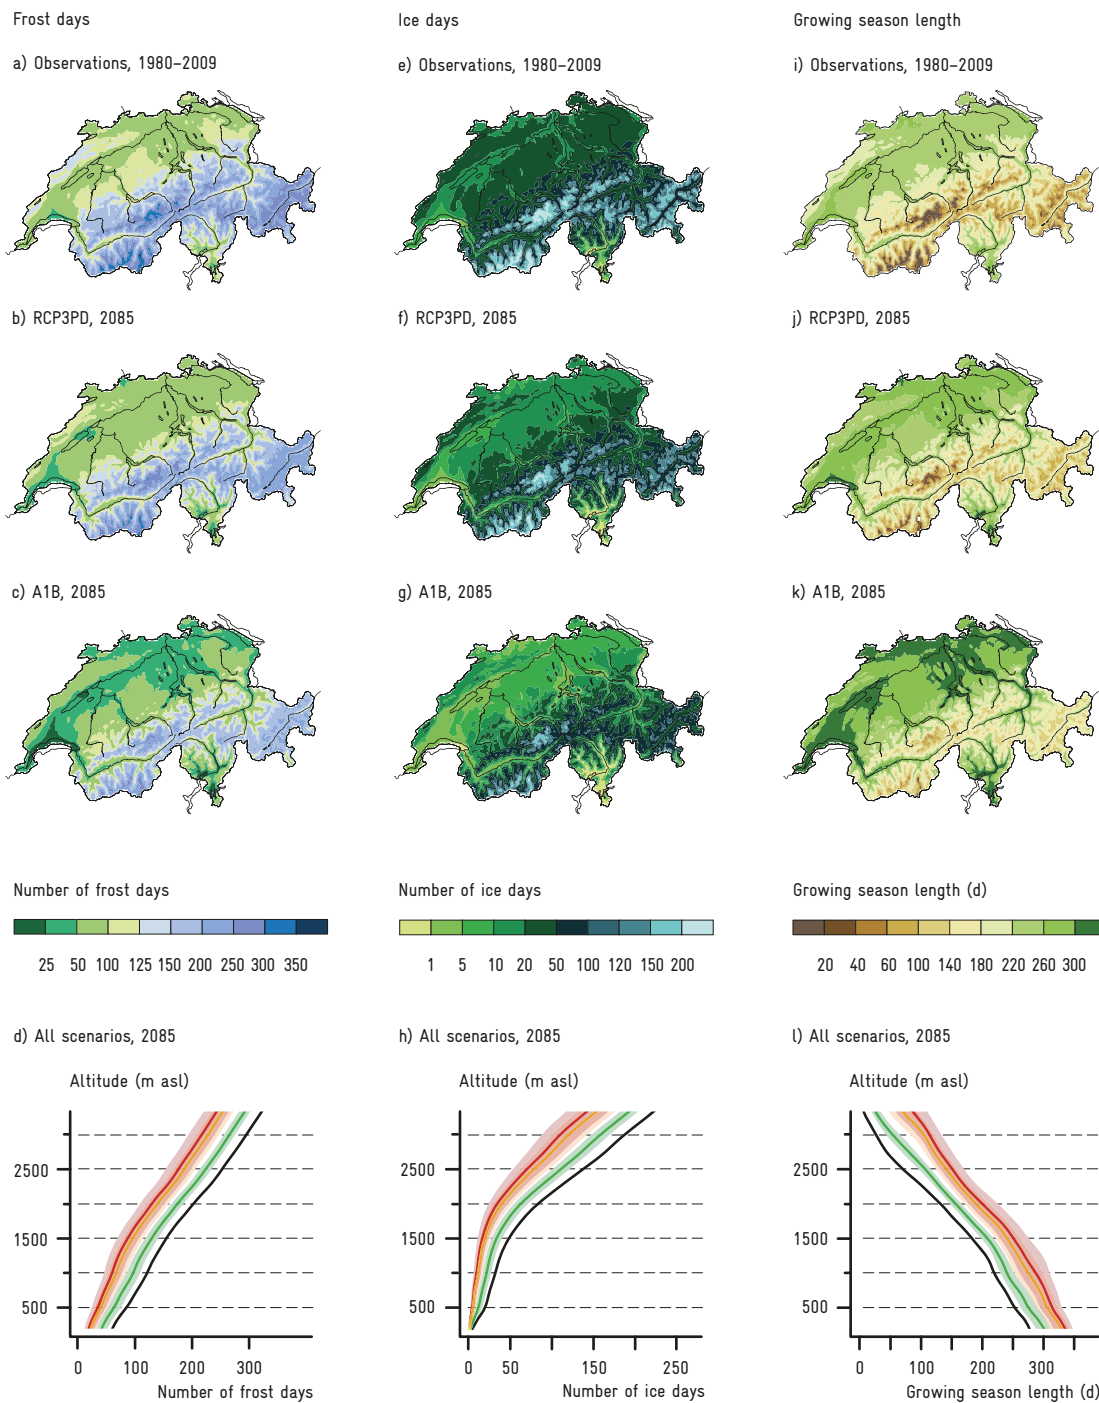 Frost days
Ice days
Growing season length
a) Observations, 1980–2009
e) Observations, 1980–2009
i) Observations, 1980–2009
b) RCP3PD, 2085
f) RCP3PD, 2085
j) RCP3PD, 2085
c) A1B, 2085
g) A1B, 2085
k) A1B, 2085
Number of frost days
Number of ice days
Growing season length (d)
25 50 100 125 150 200 250 300 350
1 5 10 20 50 100 120 150 200
20 40 60 100 140 180 220 260 300
d) All scenarios, 2085
h) All scenarios, 2085
l) All scenarios, 2085
Altitude (m asl)
Altitude (m asl)
Altitude (m asl)
2500
2500
2500
1500
1500
1500
500
500
500
0 100 200 300
0 50 150 250
0 100 200 300
Number of frost days
Number of ice days
Growing season length (d)